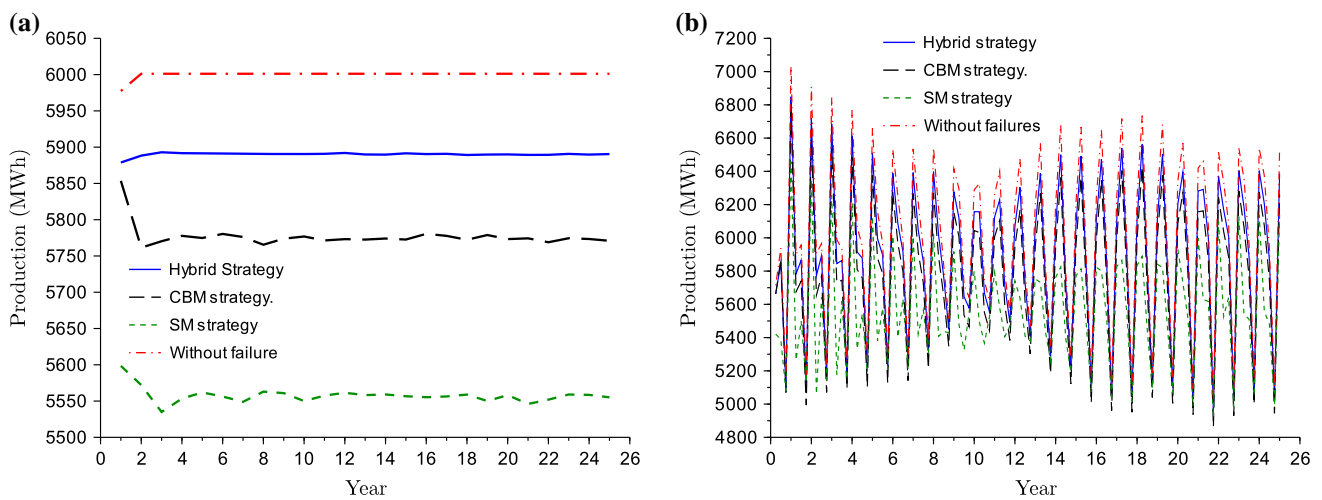 (a)
6050
6000
5950
5900
5850
5800
5750
5700
5650
5600
5550
5500
Production (MWh)
Hybrid Strategy
CBM strategy.
SM strategy
Without failure
0 2 4 6 8 10 12 14 16 18 20 22 24 26
Year
(b)
7200
7000
6800
6600
6400
6200
6000
5800
5600
5400
5200
5000
4800
Production (MWh)
Hybrid strategy
CBM strategy.
SM strategy
Without failures
0 2 4 6 8 10 12 14 16 18 20 22 24 26
Year